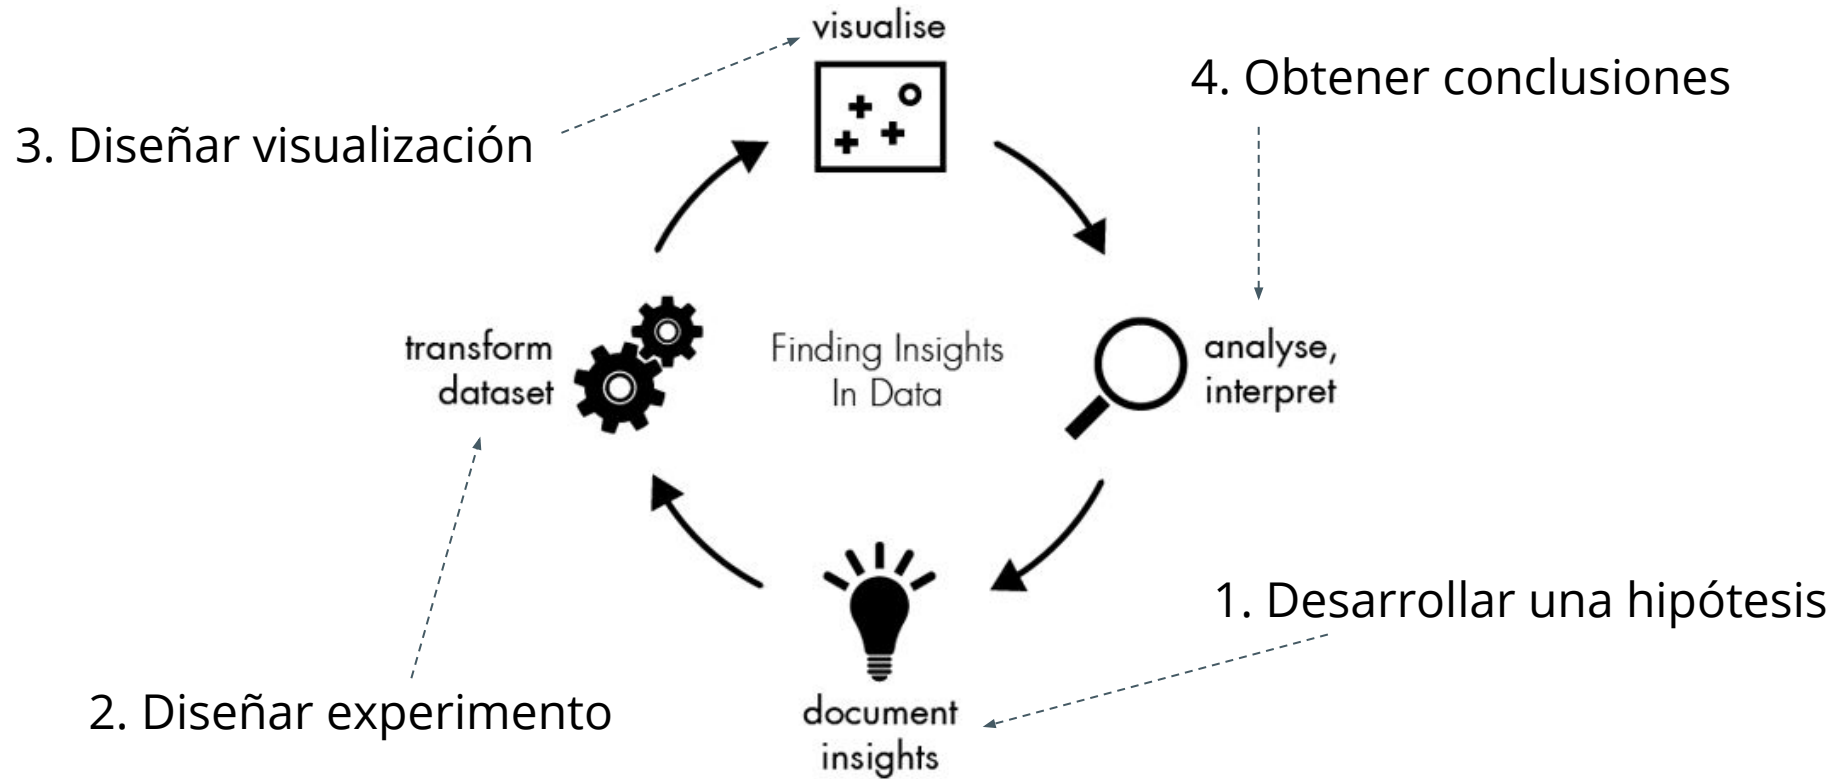 visualise
4. Obtener conclusiones
3. Diseñar visualización
transform
dataset
Finding Insights
In Data
analyse,
interpret
1. Desarrollar una hipótesis
2. Diseñar experimento
document
insights